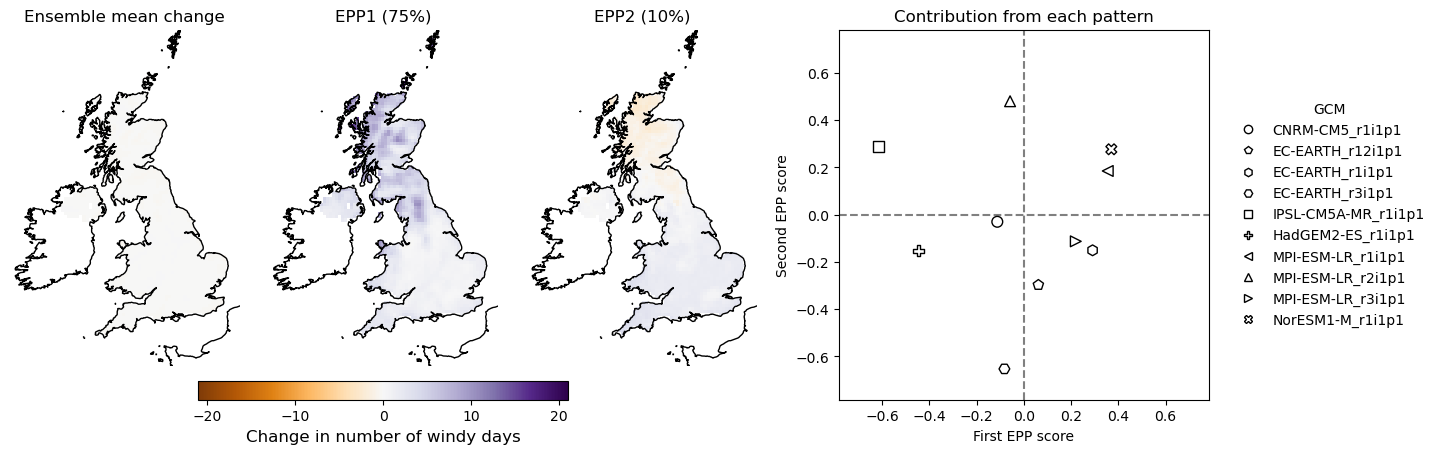 Ensemble mean change
EPP1 (75%)
EPP2 (10%)
−20 −10 0 10 20
Change in number of windy days
Contribution from each pattern
Second EPP score
0.6
0.4
0.2
0.0
−0.2
−0.4
−0.6
−0.6 −0.4 −0.2 0.0 0.2 0.4 0.6
First EPP score
GCM
CNRM-CM5_r1i1p1
EC-EARTH_r12i1p1
EC-EARTH_r1i1p1
EC-EARTH_r3i1p1
IPSL-CM5A-MR_r1i1p1
HadGEM2-ES_r1i1p1
MPI-ESM-LR_r1i1p1
MPI-ESM-LR_r2i1p1
MPI-ESM-LR_r3i1p1
NorESM1-M_r1i1p1